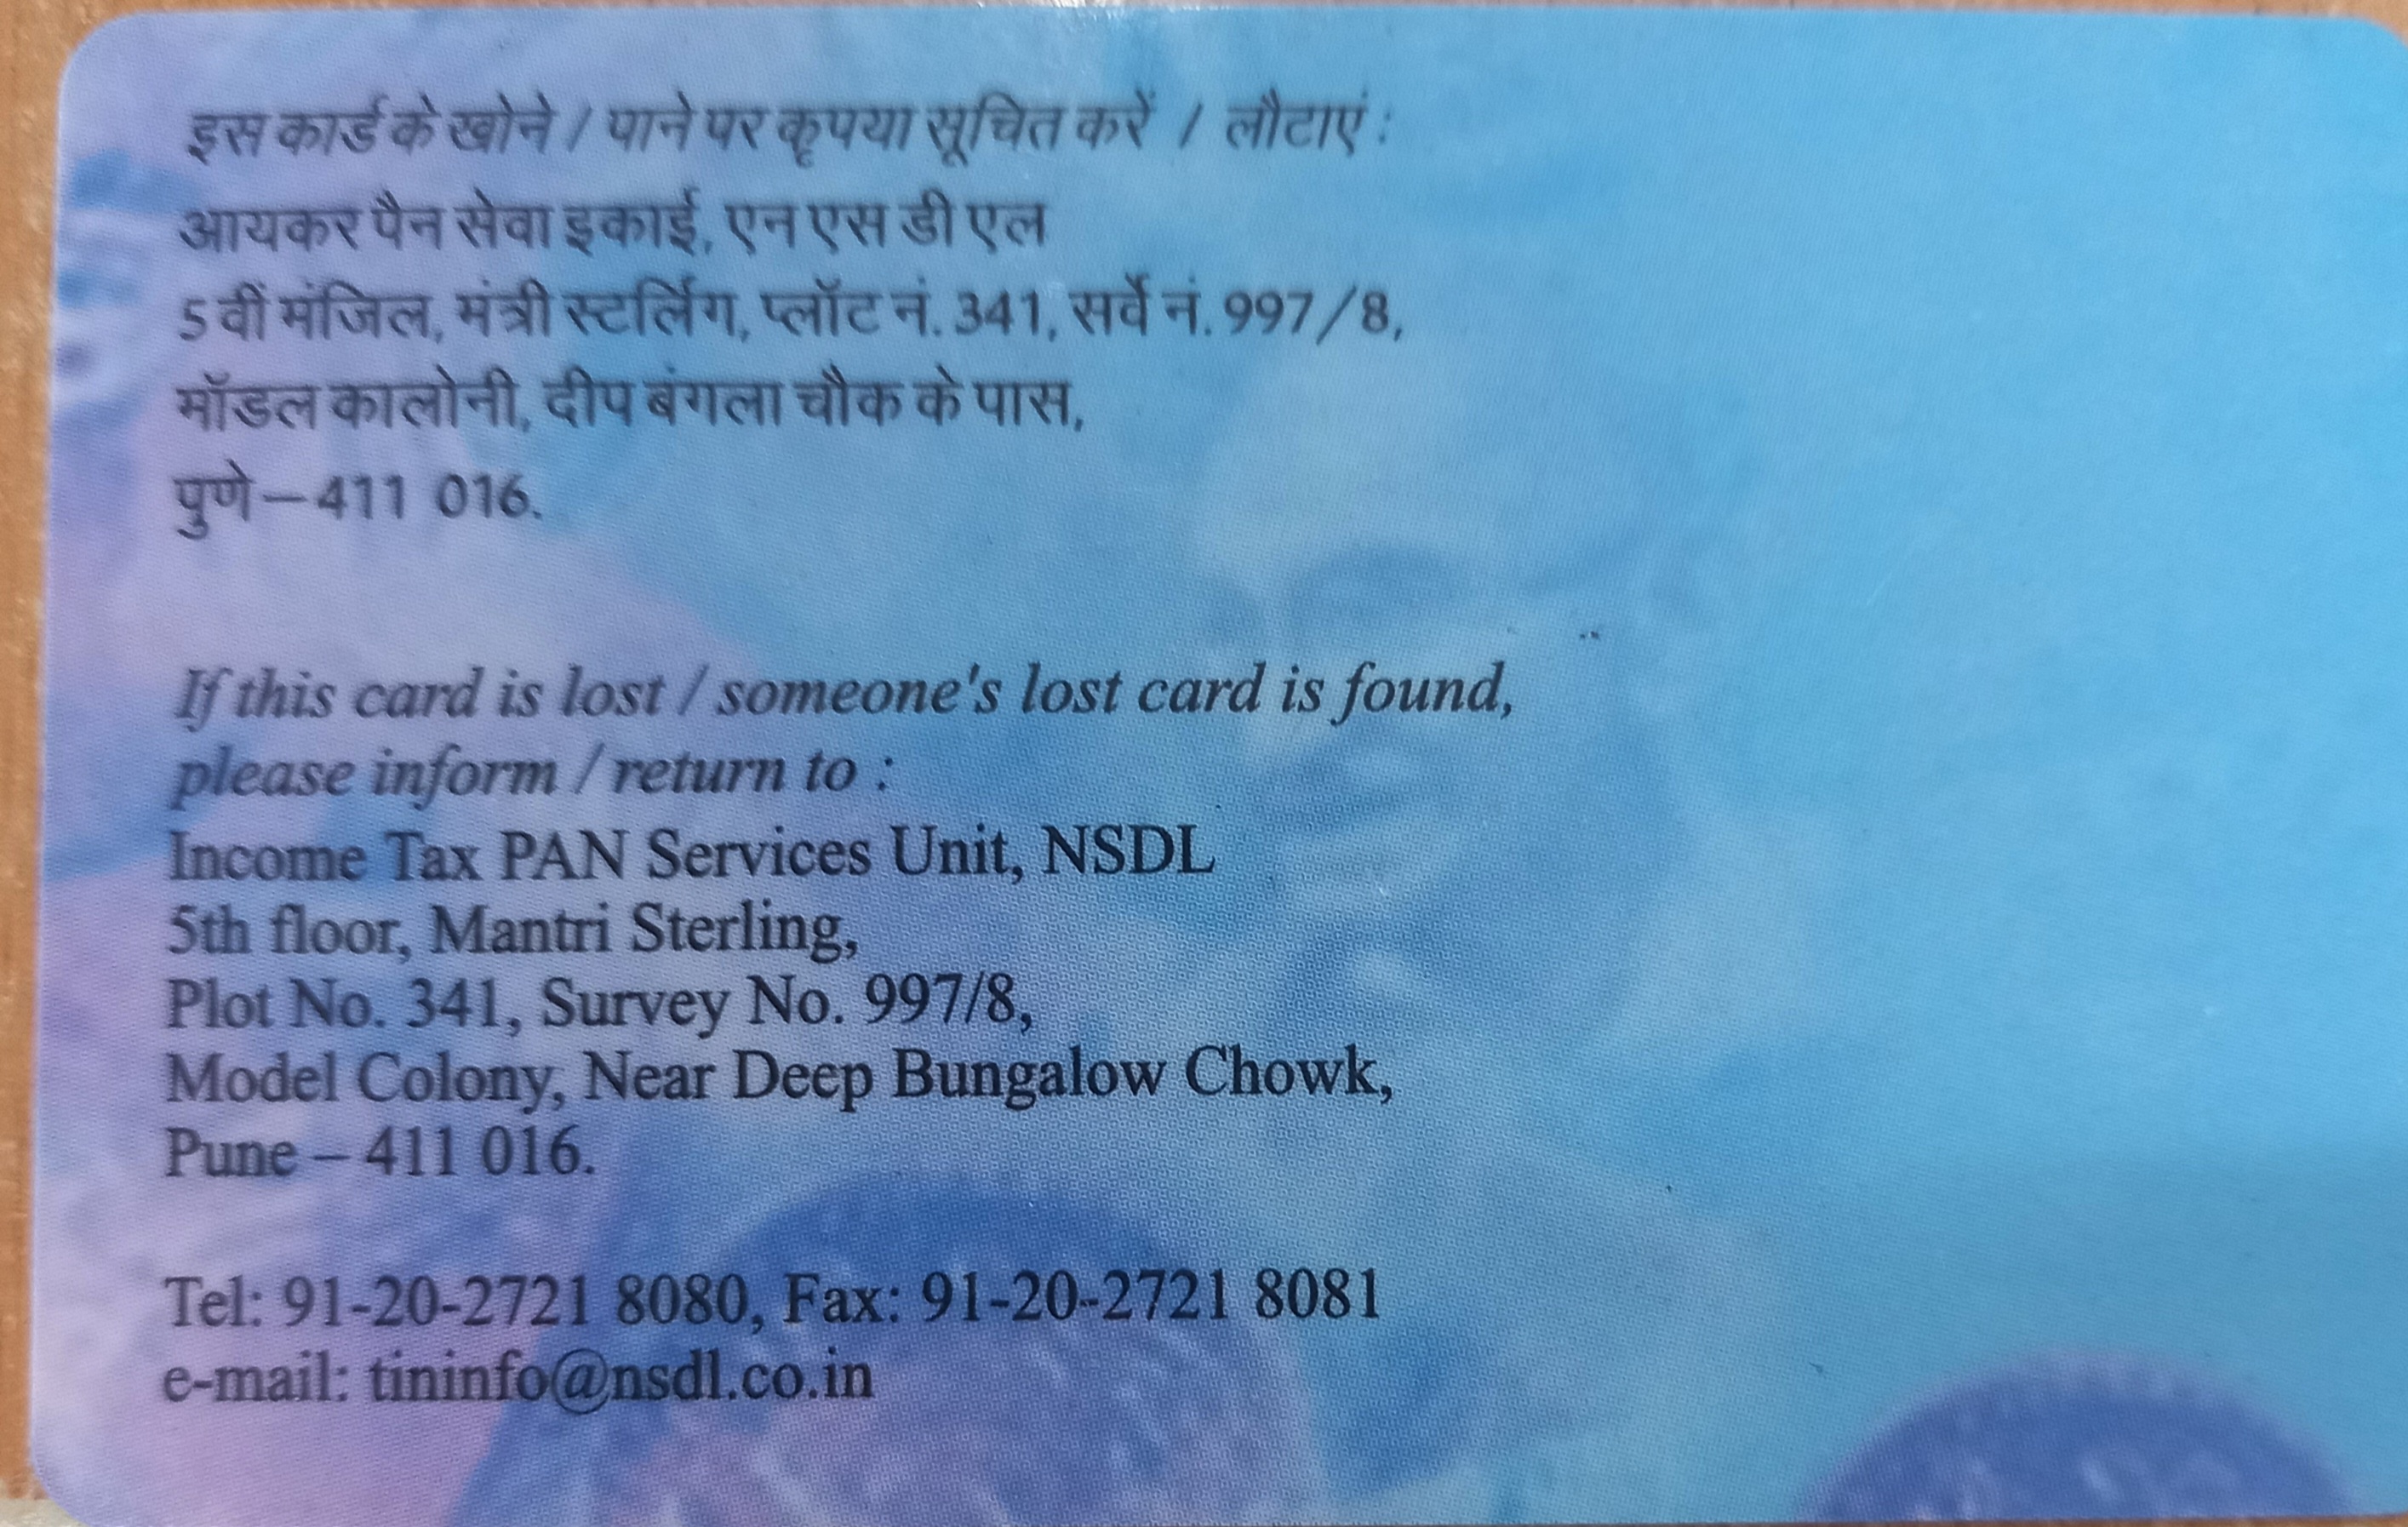 इस कार्ड के खोने / पाने पर कृपया सूचित करें / लौटाएं :
आयकर पैन सेवा इकाई, एन एस डी एल
5 वीं मंजिल, मंत्री स्टर्लिंग, प्लॉट नं. 341, सर्वे नं. 997/8,
मॉडल कालोनी, दीप बंगला चौक के पास,
पुणे–411 016.
If this card is lost / someone's lost card is found,
please inform / return to :
Income Tax PAN Services Unit, NSDL
5th floor, Mantri Sterling,
Plot No. 341, Survey No. 997/8,
Model Colony, Near Deep Bungalow Chowk,
Pune – 411 016.
Tel: 91-20-2721 8080, Fax: 91-20-2721 8081
e-mail: tininfo@nsdl.co.in